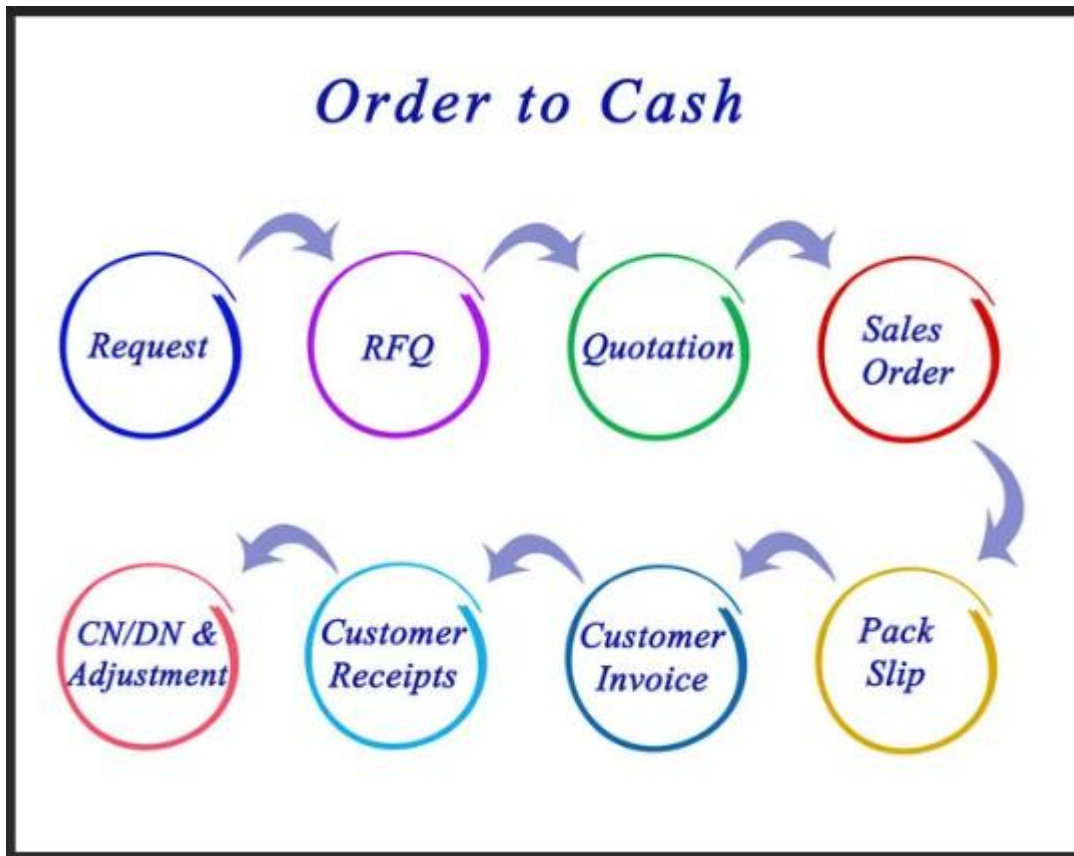 Order to Cash
Request
RFQ
Quotation
Sales
Order
Pack
Slip
Customer
Invoice
Customer
Receipts
CN/DN &
Adjustment